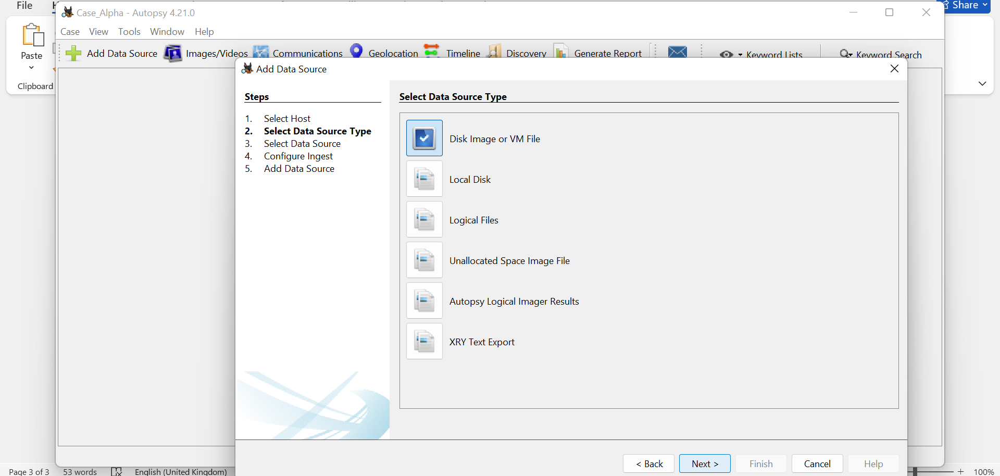 File
Share
Case_Alpha - Autopsy 4.21.0
Case View Tools Window Help
Paste
Clipboard
Add Data Source Images/Videos Communications Geolocation Timeline Discovery Generate Report Keyword Lists Keyword Search
Add Data Source
Steps
1. Select Host
2. Select Data Source Type
3. Select Data Source
4. Configure Ingest
5. Add Data Source
Select Data Source Type
Disk Image or VM File
Local Disk
Logical Files
Unallocated Space Image File
Autopsy Logical Imager Results
XRY Text Export
< Back Next > Finish Cancel Help
Page 3 of 3 53 words English (United Kingdom) 100%